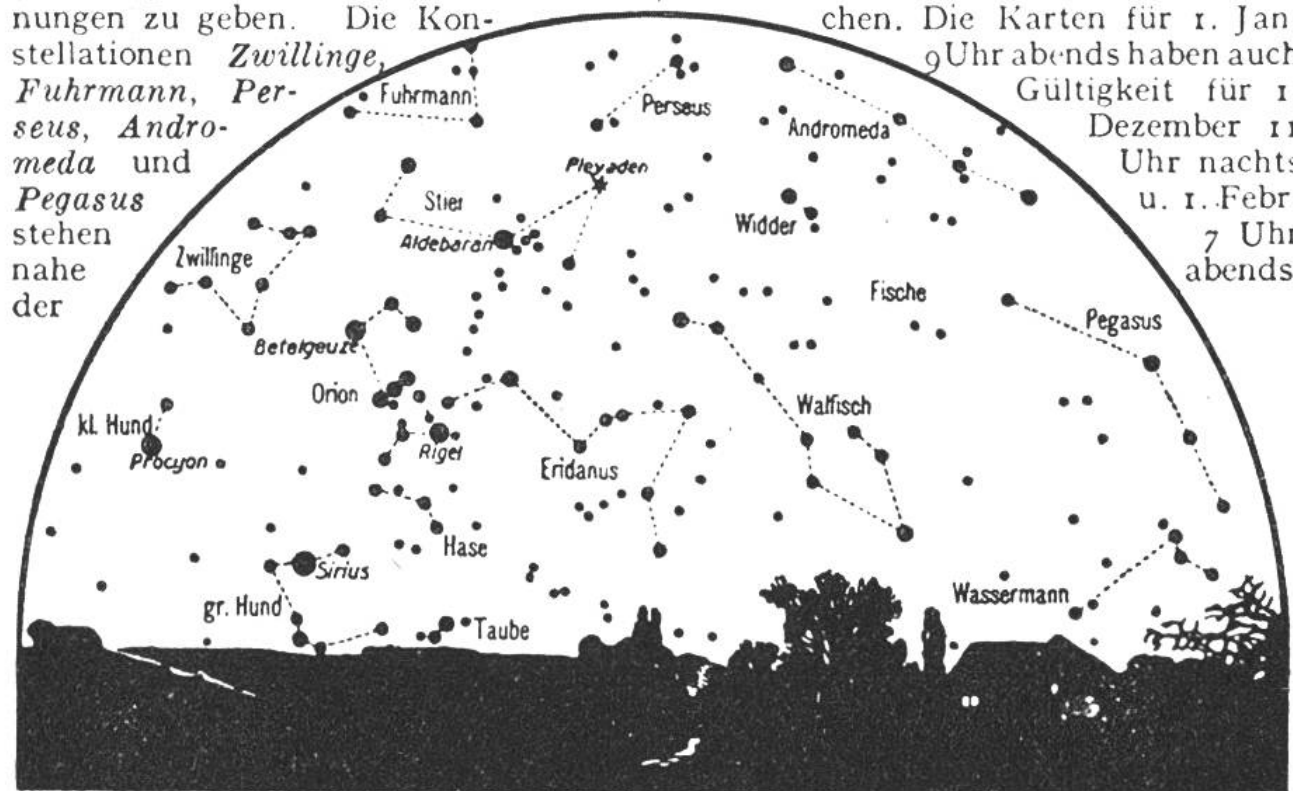 nungen zu geben. Die Kon-
stellationen Zwillinge,
Fuhrmann, Per-
seus, Andro-
meda und
Pegasus
stehen
nahe
der
chen. Die Karten für 1. Jan
9 Uhr abends haben auch
Gültigkeit für 1
Dezember 11
Uhr nachts
u. 1. Febr
7 Uhr
abends
Fuhrmann
Perseus
Andromeda
Pleyaden
Stier
Widder
Aldebaran
Zwillinge
Fische
Pegasus
Beteigeuze
Orion
kl. Hund
Walfisch
Procyon
Rigel
Eridanus
Hase
Sirius
Wassermann
gr. Hund
Taube